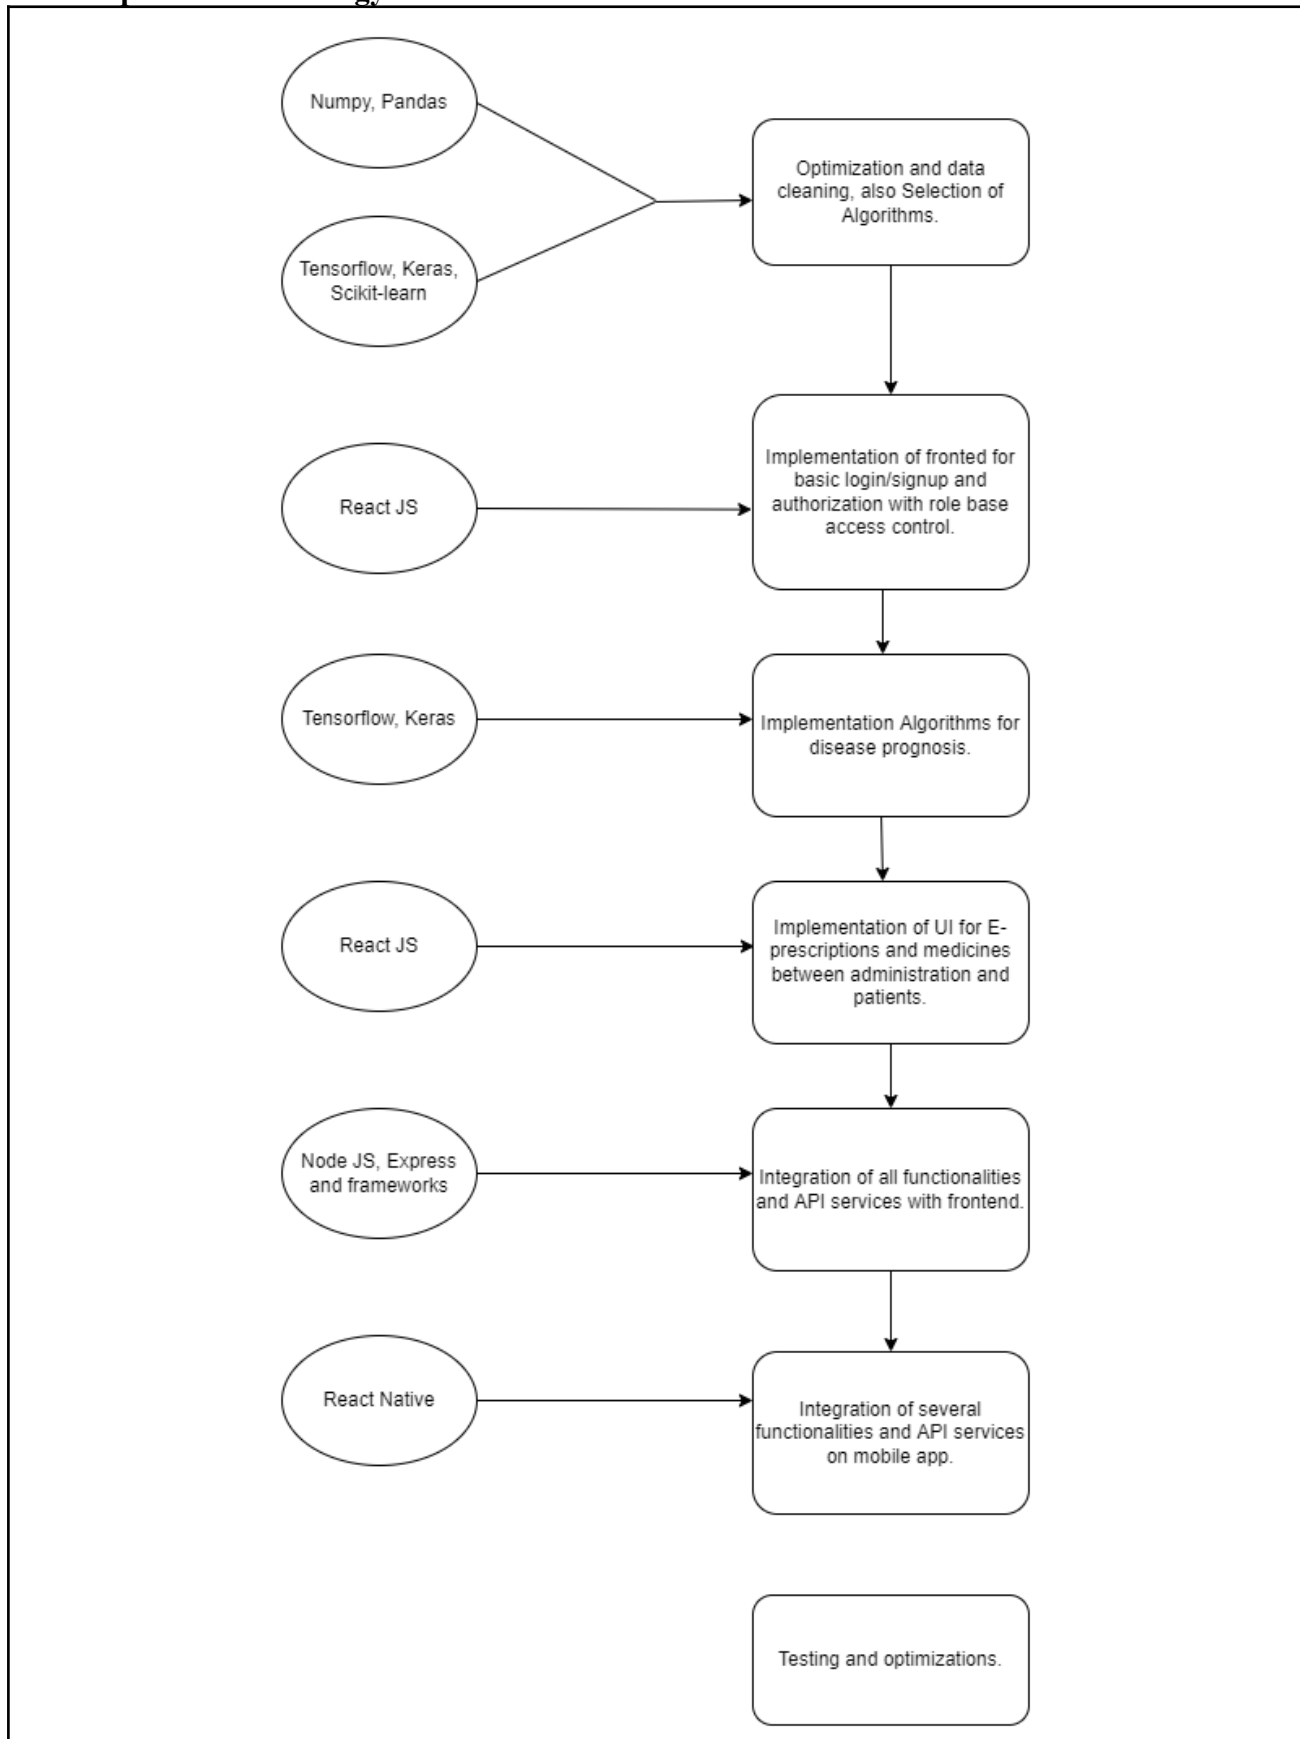 Numpy, Pandas
Optimization and data
cleaning, also Selection of
Algorithms.
Tensorflow, Keras,
Scikit-learn
Implementation of fronted for
basic login/signup and
authorization with role base
access control.
React JS
Tensorflow, Keras
Implementation Algorithms for
disease prognosis.
React JS
Implementation of UI for E-
prescriptions and medicines
between administration and
patients.
Node JS, Express
and frameworks
Integration of all functionalities
and API services with frontend.
React Native
Integration of several
functionalities and API services
on mobile app.
Testing and optimizations.